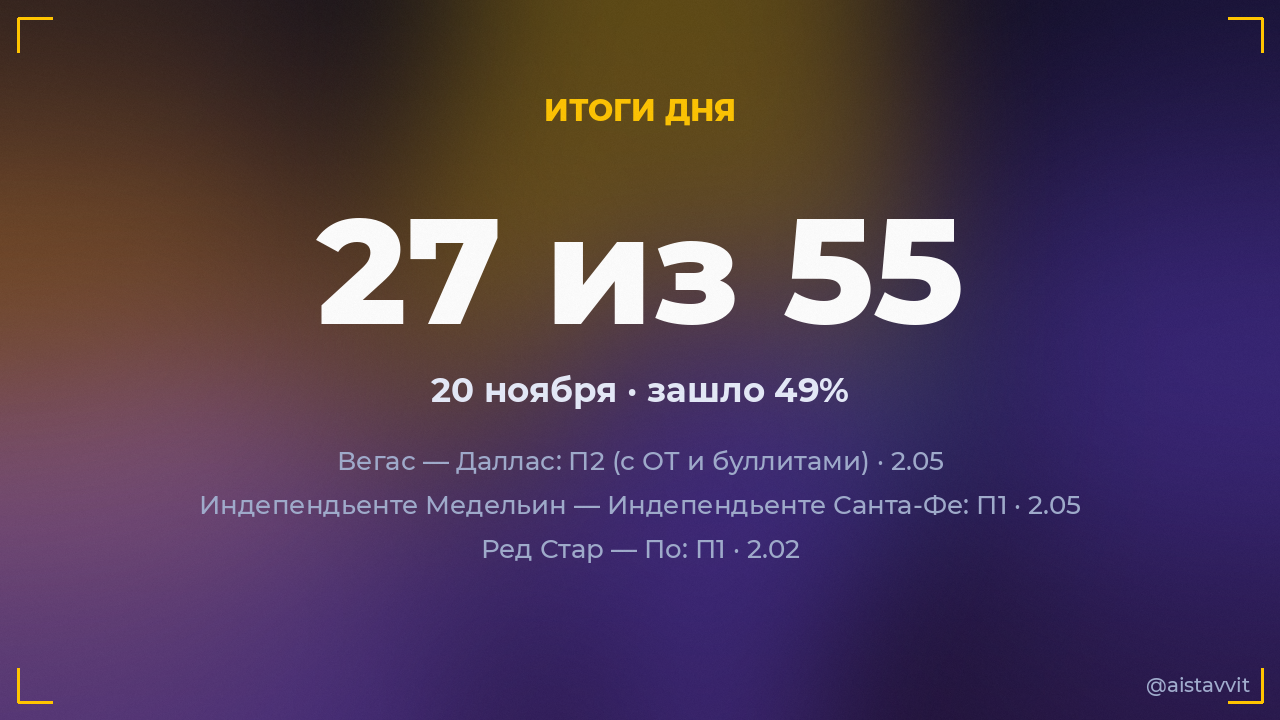 ИТОГИ ДНЯ
27 из 55
20 ноября · зашло 49%
Вегас — Даллас: П2 (с ОТ и буллитами) · 2.05
Индепендьенте Медельин — Индепендьенте Санта-Фе: П1 · 2.05
Ред Стар — По: П1 · 2.02
@aistavvit